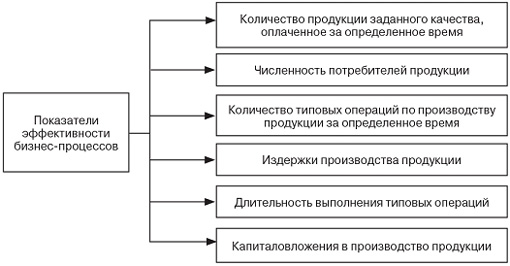 Показатели
эффективности
бизнес-процессов
Количество продукции заданного качества,
оплаченное за определенное время
Численность потребителей продукции
Количество типовых операций по производству
продукции за определенное время
Издержки производства продукции
Длительность выполнения типовых операций
Капиталовложения в производство продукции